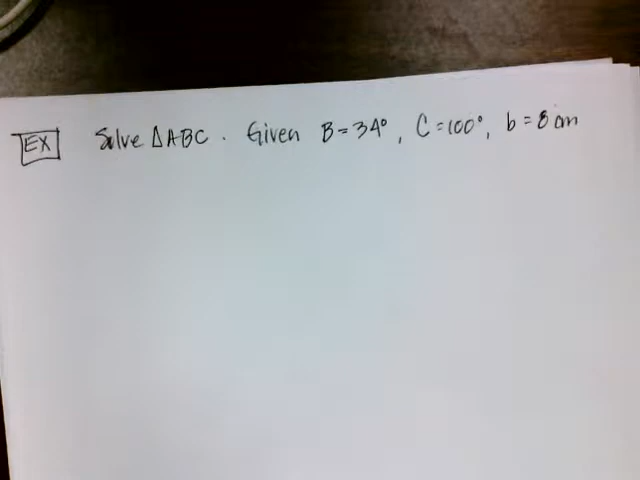 EX Solve ΔABC. Given B=34°, C=100°, b=8 cm